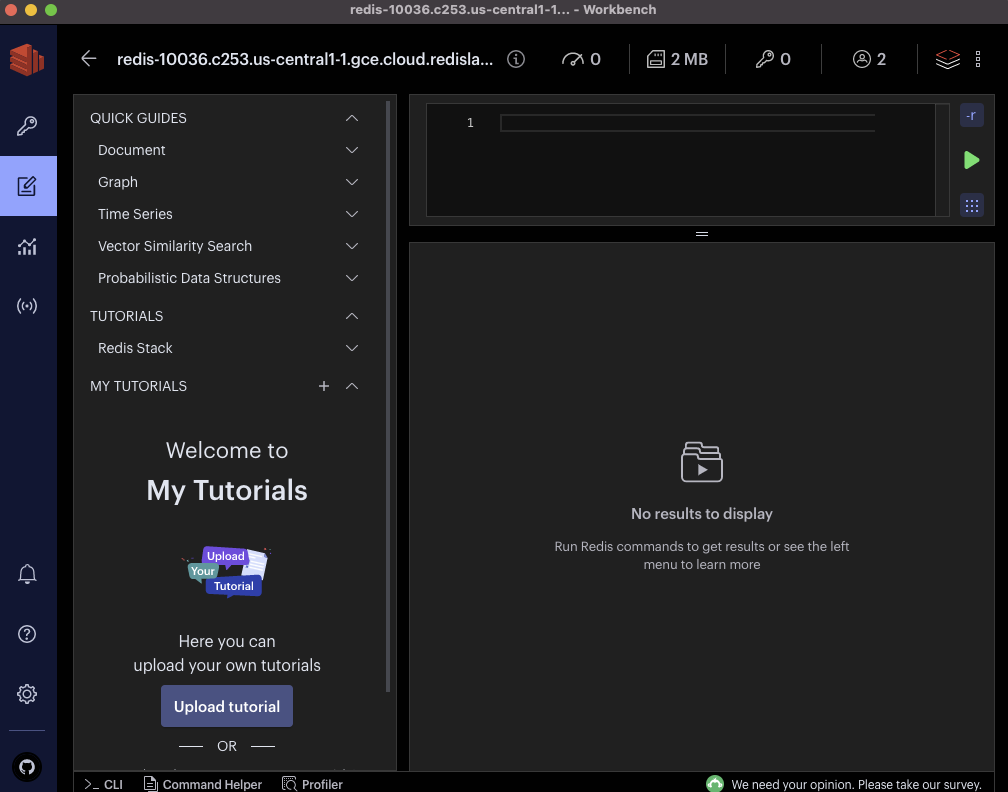 redis-10036.c253.us-central1-1... - Workbench
redis-10036.c253.us-central1-1.gce.cloud.redisla...
0
2 MB
0
2
QUICK GUIDES
Document
Graph
Time Series
Vector Similarity Search
Probabilistic Data Structures
TUTORIALS
Redis Stack
MY TUTORIALS
Welcome to
My Tutorials
Upload
Your
Tutorial
Here you can
upload your own tutorials
Upload tutorial
OR
1
-r
No results to display
Run Redis commands to get results or see the left
menu to learn more
>_ CLI
Command Helper
Profiler
We need your opinion. Please take our survey.